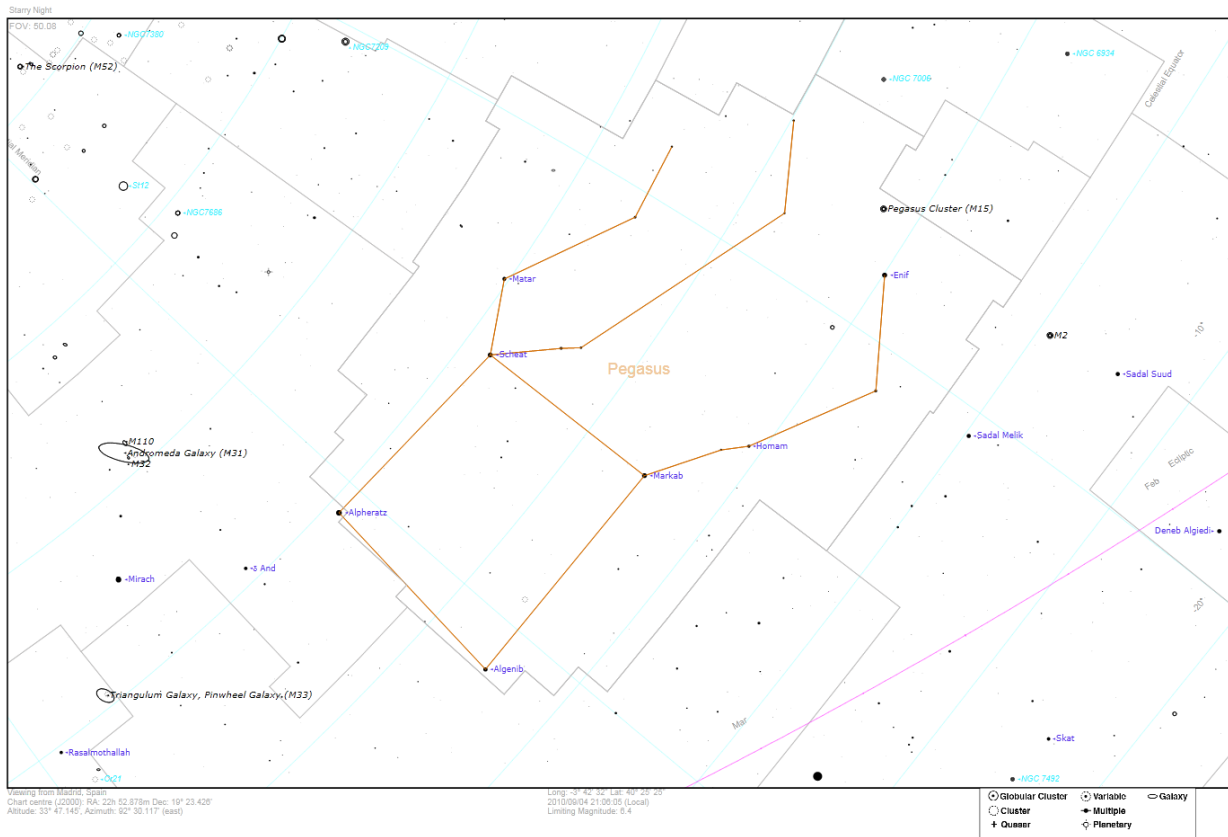 Starry Night
FOV: 50.08
NGC7380
NGC7209
NGC 6934
The Scorpion (M52)
NGC 7006
Celestial Equator
St12
NGC7686
Pegasus Cluster (M15)
Matar
Enif
-10°
M2
Scheat
Pegasus
Sadal Suud
M110
Andromeda Galaxy (M31)
M32
Homam
Sadal Melik
Markab
Ecliptic
Feb
Alpheratz
Deneb Algiedi
δ And
Mirach
-20°
Algenib
Triangulum Galaxy, Pinwheel Galaxy (M33)
Mar
Skat
Rasalmothallah
Cr21
NGC 7492
Viewing from Madrid, Spain
Chart centre (J2000): RA: 22h 52.878m Dec: 19° 23.426'
Altitude: 33° 47.145', Azimuth: 92° 30.117' (east)
Long: -3° 42' 32" Lat: 40° 25' 25"
2010/09/04 21:06:05 (Local)
Limiting Magnitude: 6.4
Globular Cluster
Variable
Galaxy
Cluster
Multiple
Quasar
Planetary